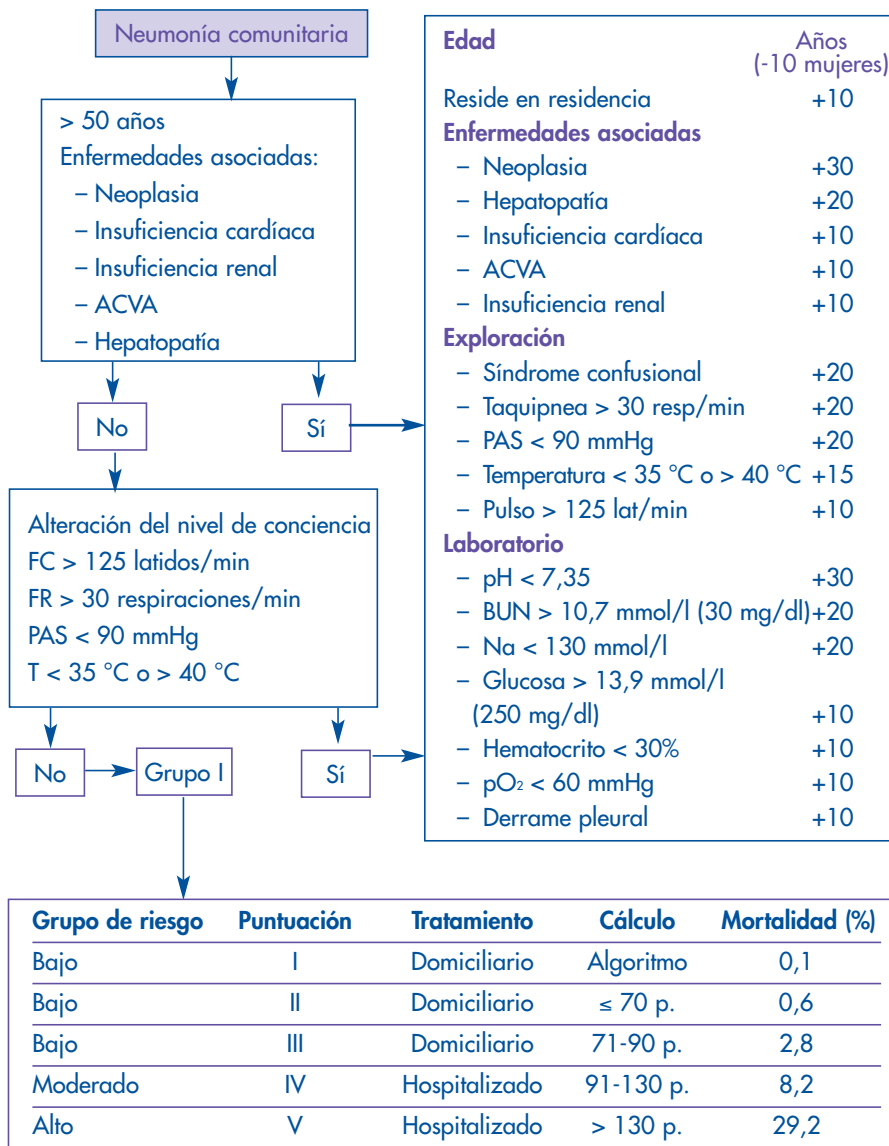 Neumonía comunitaria
> 50 años
Enfermedades asociadas:
– Neoplasia
– Insuficiencia cardíaca
– Insuficiencia renal
– ACVA
– Hepatopatía
No
Sí
Alteración del nivel de conciencia
FC > 125 latidos/min
FR > 30 respiraciones/min
PAS < 90 mmHg
T < 35 °C o > 40 °C
No
Grupo I
Sí
Edad Años
(-10 mujeres)
Reside en residencia +10
Enfermedades asociadas
– Neoplasia +30
– Hepatopatía +20
– Insuficiencia cardíaca +10
– ACVA +10
– Insuficiencia renal +10
Exploración
– Síndrome confusional +20
– Taquipnea > 30 resp/min +20
– PAS < 90 mmHg +20
– Temperatura < 35 °C o > 40 °C +15
– Pulso > 125 lat/min +10
Laboratorio
– pH < 7,35 +30
– BUN > 10,7 mmol/l (30 mg/dl) +20
– Na < 130 mmol/l +20
– Glucosa > 13,9 mmol/l
(250 mg/dl) +10
– Hematocrito < 30% +10
– pO₂ < 60 mmHg +10
– Derrame pleural +10
Grupo de riesgo Puntuación Tratamiento Cálculo Mortalidad (%)
Bajo I Domiciliario Algoritmo 0,1
Bajo II Domiciliario ≤ 70 p. 0,6
Bajo III Domiciliario 71-90 p. 2,8
Moderado IV Hospitalizado 91-130 p. 8,2
Alto V Hospitalizado > 130 p. 29,2